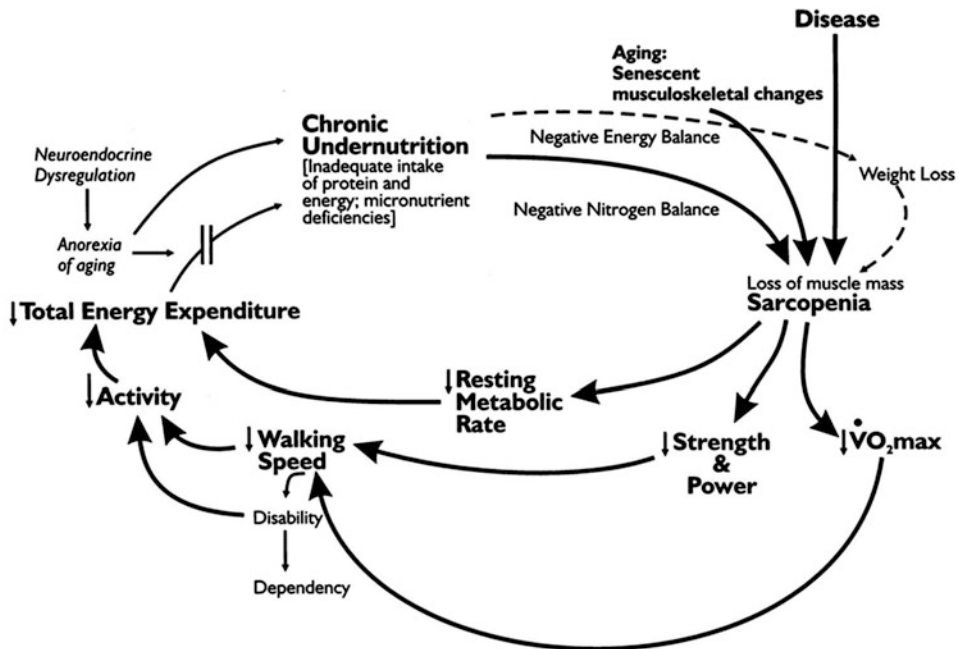 Disease
Aging:
Senescent
musculoskeletal changes
Chronic
Undernutrition
[Inadequate intake
of protein and
energy; micronutrient
deficiencies]
Negative Energy Balance
Neuroendocrine
Dysregulation
Weight Loss
Negative Nitrogen Balance
Anorexia
of aging
Loss of muscle mass
Sarcopenia
↓Total Energy Expenditure
↓Resting
Metabolic
Rate
↓Activity
↓Walking
Speed
↓Strength
&
Power
↓V̇O₂max
Disability
Dependency